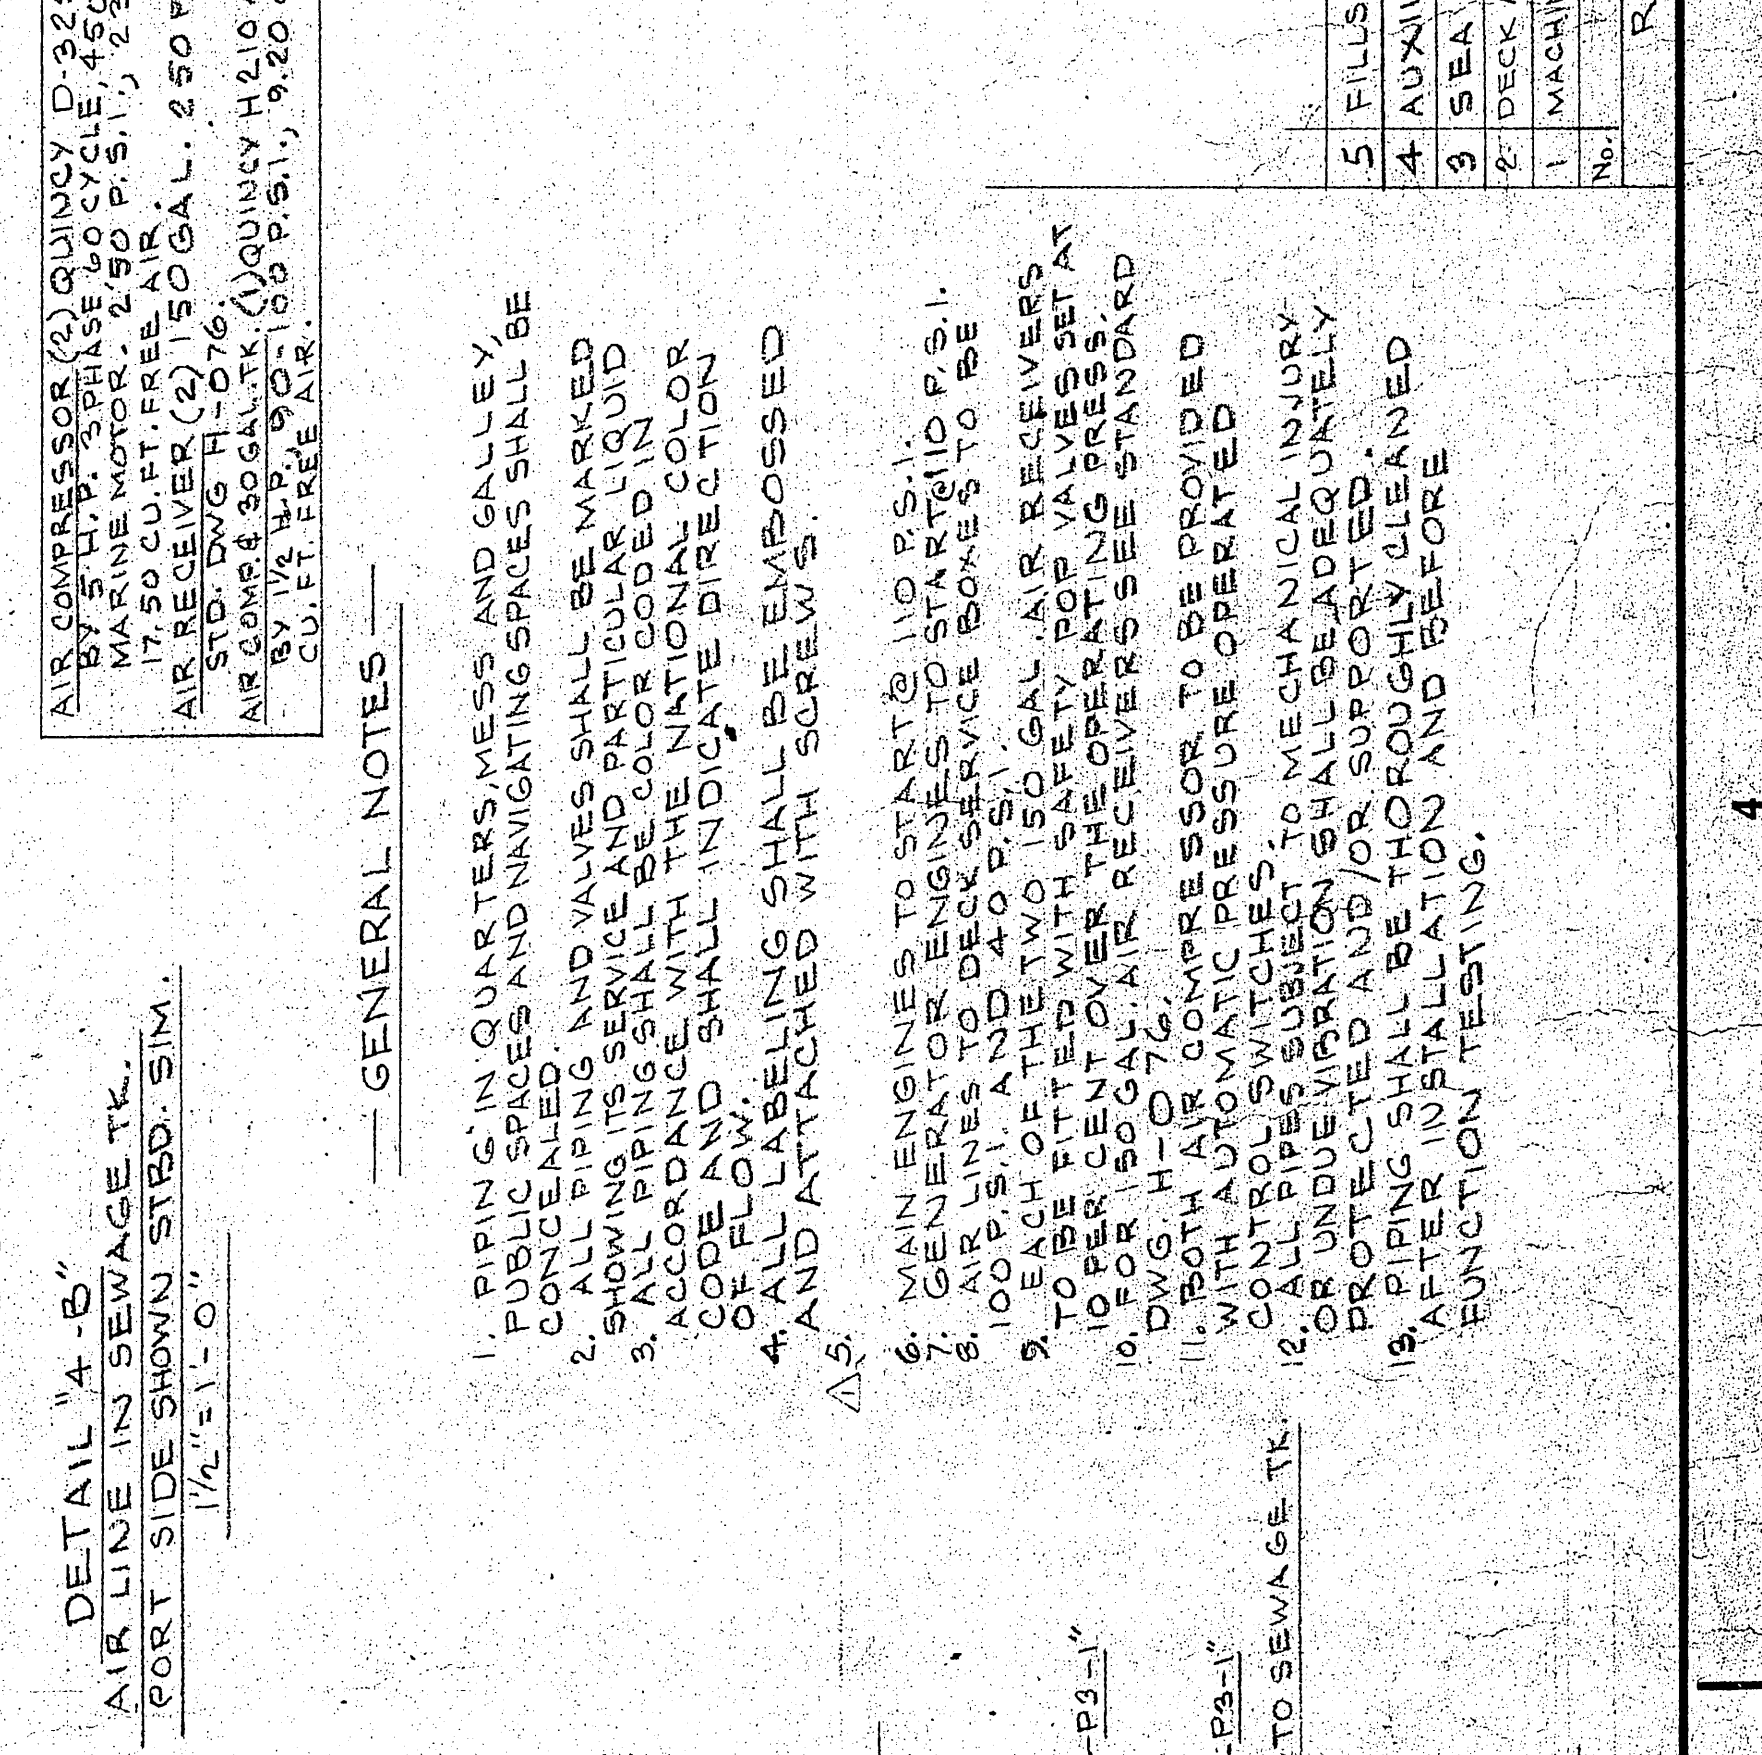 AIR COMPRESSOR (2) QUINCY D-325
BY 5 H.P. 3 PHASE 60 CYCLE, 450
MARINE MOTOR. 250 P.S.I., 23
17.50 CU. FT. FREE AIR.
AIR RECEIVER (2) 150 GAL. 250 P
STD. DWG H-076.
AIR COMP. & 30 GAL. TK. (1) QUINCY H210
BY 1 1/2 H.P., 90-100 P.S.I., 9.20
CU. FT. FREE AIR.
DETAIL "4-B"
AIR LINE IN SEWAGE TK.
PORT SIDE SHOWN STBD. SIM.
1 1/2" = 1'-0"
GENERAL NOTES
1. PIPING IN QUARTERS, MESS AND GALLEY,
PUBLIC SPACES AND NAVIGATING SPACES SHALL BE
CONCEALED.
2. ALL PIPING AND VALVES SHALL BE MARKED
SHOWING ITS SERVICE AND PARTICULAR LIQUID
3. ALL PIPING SHALL BE COLOR CODED IN
ACCORDANCE WITH THE NATIONAL COLOR
CODE AND SHALL INDICATE DIRECTION
OF FLOW.
4. ALL LABELING SHALL BE EMBOSSED
AND ATTACHED WITH SCREWS.
1 5.
6. MAIN ENGINES TO START @ 110 P.S.I.
7. GENERATOR ENGINES TO START @ 110 P.S.I.
8. AIR LINES TO DECK SERVICE BOXES TO BE
100 P.S.I. AND 40 P.S.I.
9. EACH OF THE TWO 150 GAL. AIR RECEIVERS
TO BE FITTED WITH SAFETY POP VALVES SET AT
10 PER CENT OVER THE OPERATING PRESS.
10. FOR 150 GAL. AIR RECEIVERS SEE STANDARD
DWG. H-076.
11. BOTH AIR COMPRESSOR, TO BE PROVIDED
WITH AUTOMATIC PRESSURE OPERATED
CONTROL SWITCHES.
12. ALL PIPES SUBJECT TO MECHANICAL INJURY
OR UNDUE VIBRATION SHALL BE ADEQUATELY
PROTECTED AND/OR SUPPORTED.
13. PIPING SHALL BE THOROUGHLY CLEANED
AFTER INSTALLATION AND BEFORE
FUNCTION TESTING.
-P3-1"
-P3-1"
TO SEWAGE TK.
5 FILLS
4 AUXILI
3 SEA
2 DECK
1 MACHIN
No.
R
4